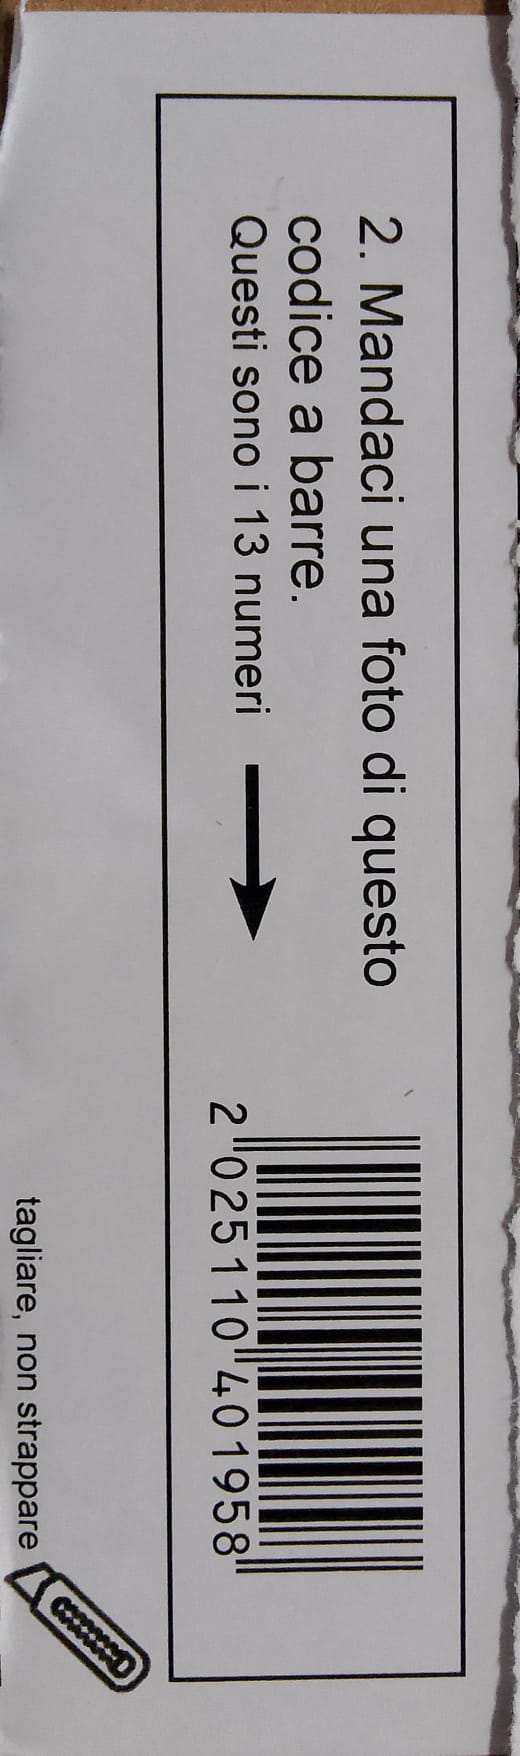 2. Mandaci una foto di questo
codice a barre.
Questi sono i 13 numeri
2 025110 401958
tagliare, non strappare